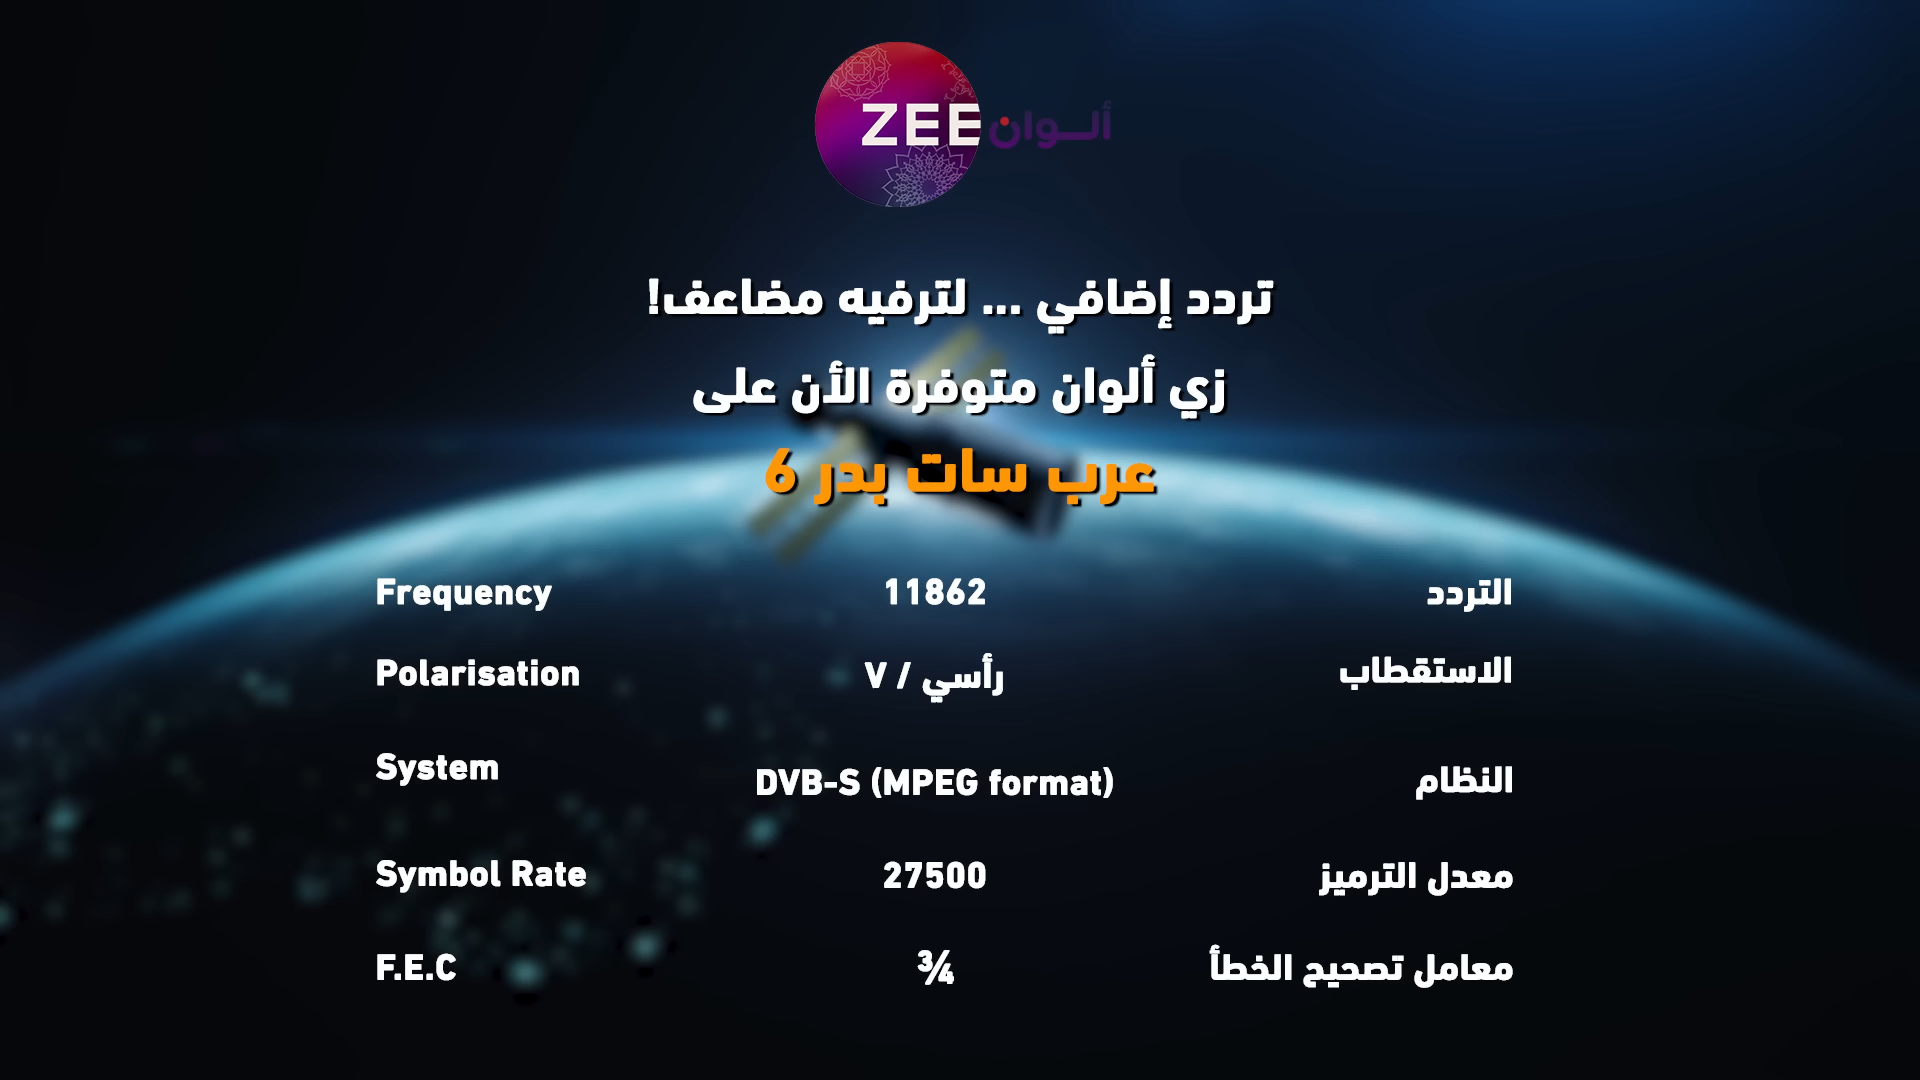 ZEE ألـوان
تردد إضافي ... لترفيه مضاعف!
زي ألوان متوفرة الأن على
عرب سات بدر 6
Frequency 11862 التردد
Polarisation رأسي / V الاستقطاب
System DVB-S (MPEG format) النظام
Symbol Rate 27500 معدل الترميز
F.E.C ¾ معامل تصحيح الخطأ